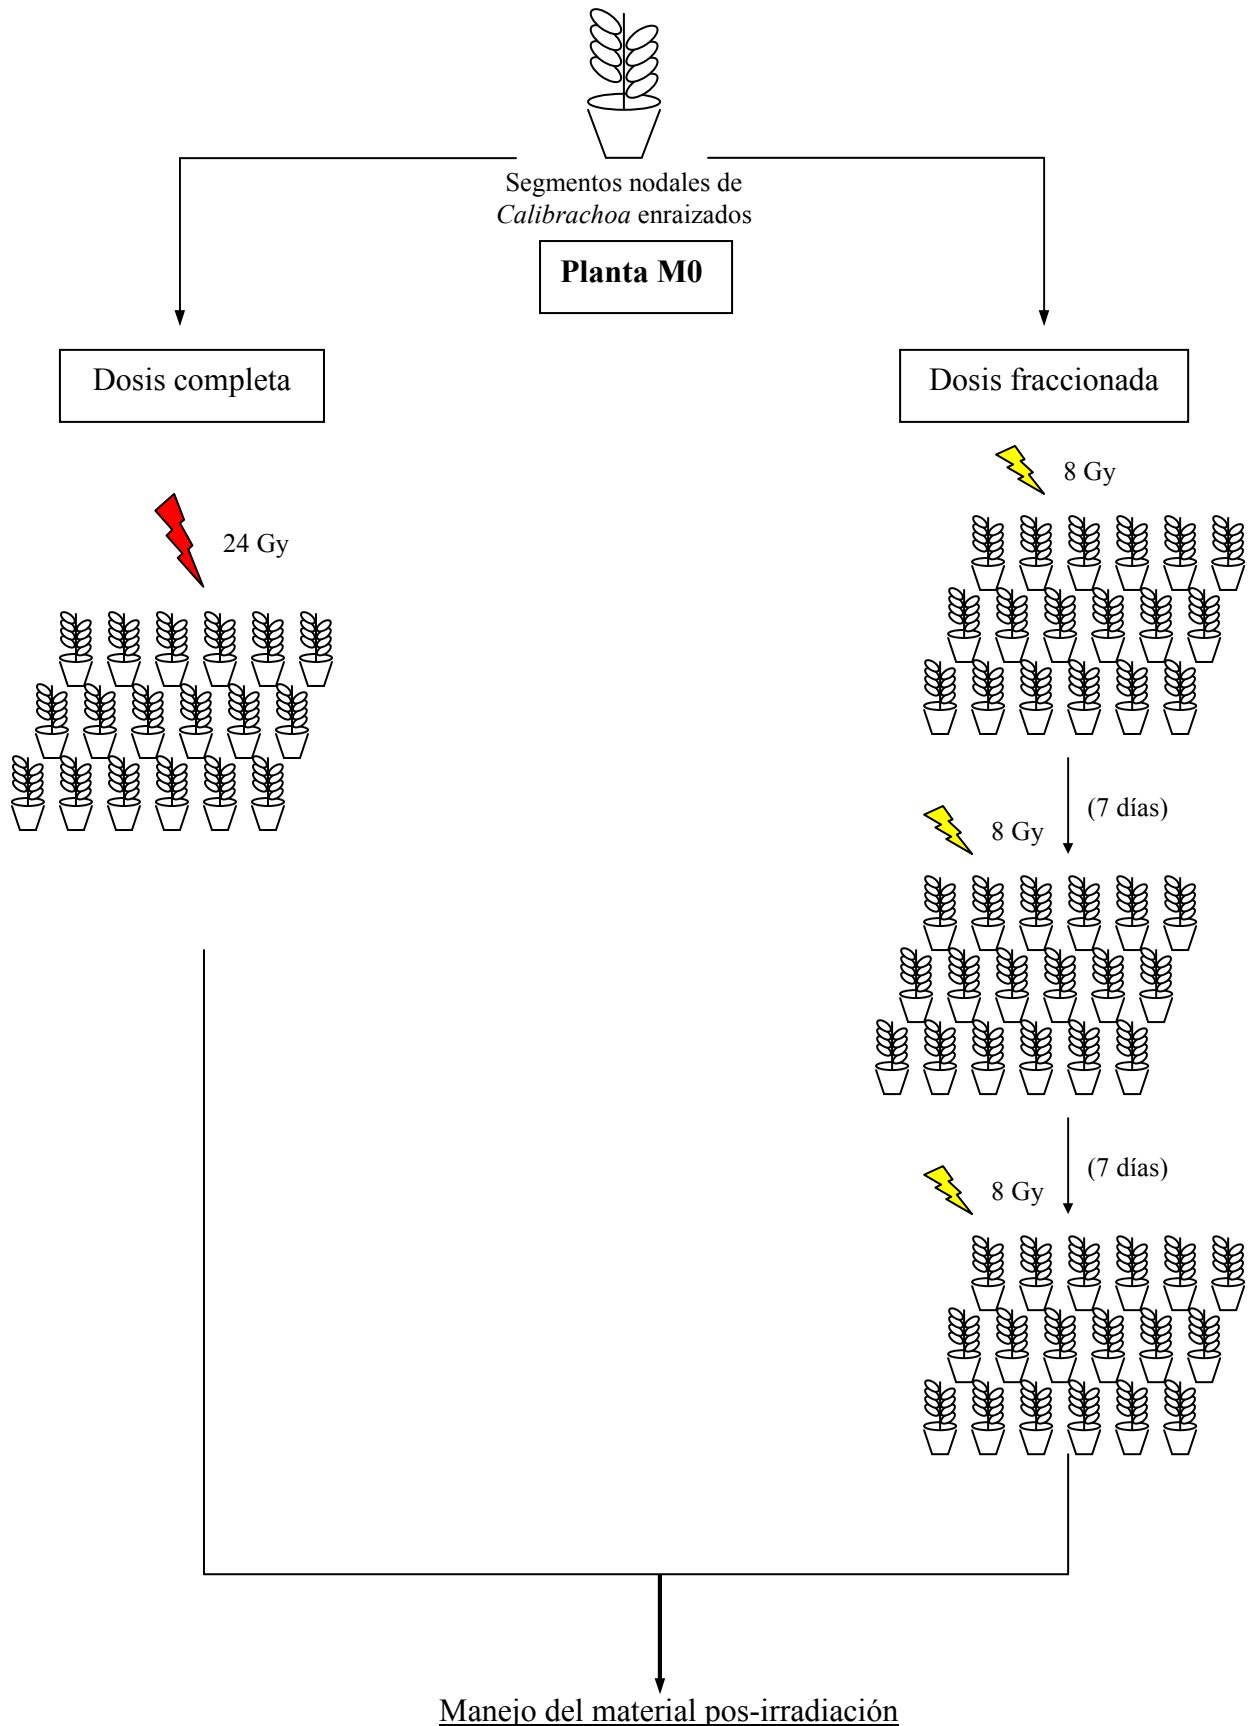 Segmentos nodales de
Calibrachoa enraizados
Planta M0
Dosis completa
Dosis fraccionada
8 Gy
24 Gy
(7 días)
8 Gy
(7 días)
8 Gy
Manejo del material pos-irradiación